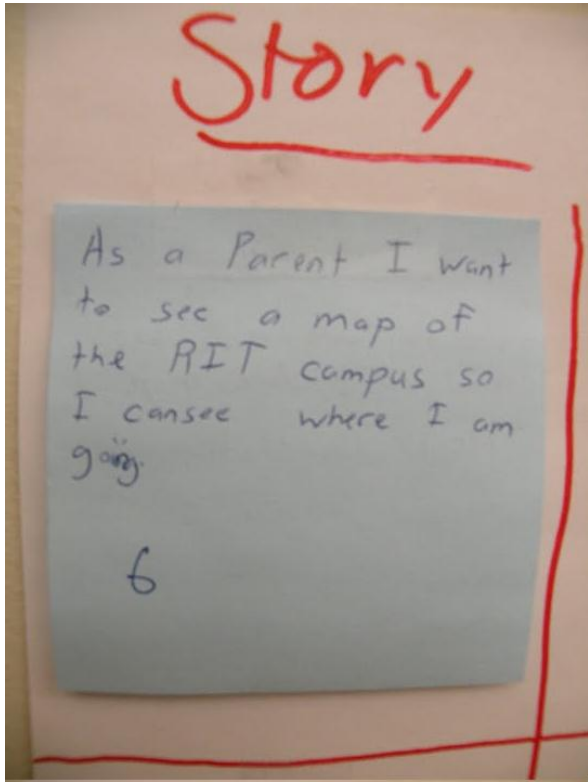 Story
As a Parent I want
to see a map of
the RIT campus so
I cansee where I am
going.
6